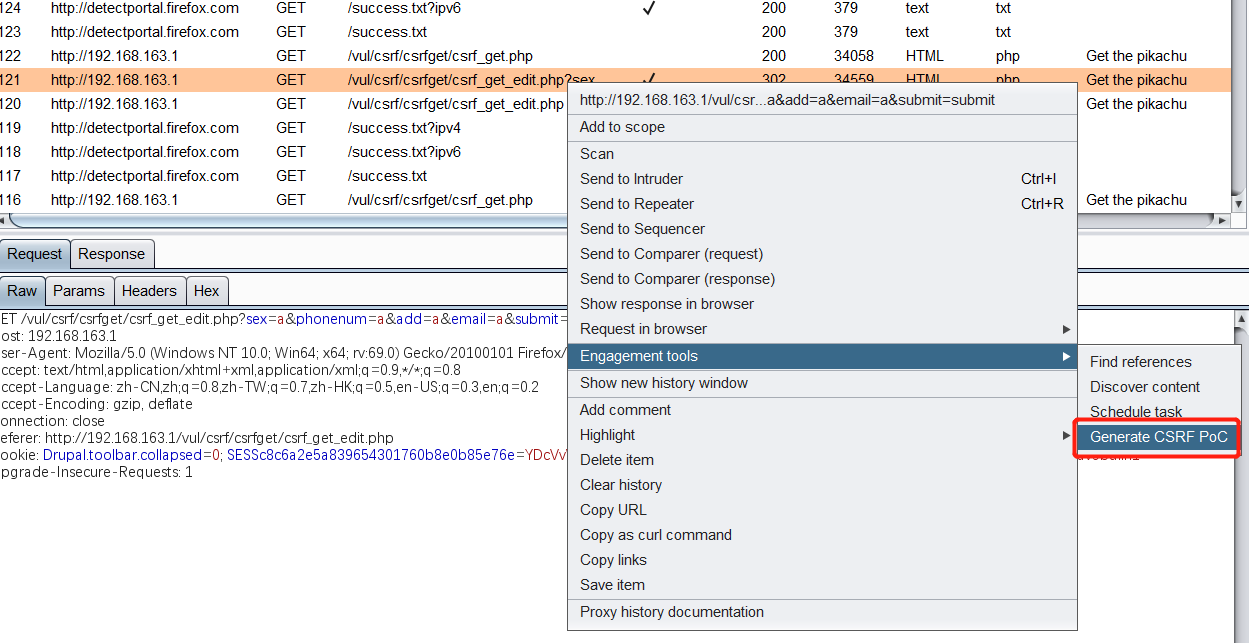 124 http://detectportal.firefox.com GET /success.txt?ipv6 ✓ 200 379 text txt
123 http://detectportal.firefox.com GET /success.txt 200 379 text txt
122 http://192.168.163.1 GET /vul/csrf/csrfget/csrf_get.php 200 34058 HTML php Get the pikachu
121 http://192.168.163.1 GET /vul/csrf/csrfget/csrf_get_edit.php?sex ✓ 302 34559 HTML php Get the pikachu
120 http://192.168.163.1 GET /vul/csrf/csrfget/csrf_get_edit.php Get the pikachu
119 http://detectportal.firefox.com GET /success.txt?ipv4
118 http://detectportal.firefox.com GET /success.txt?ipv6
117 http://detectportal.firefox.com GET /success.txt
116 http://192.168.163.1 GET /vul/csrf/csrfget/csrf_get.php Get the pikachu
Request Response
Raw Params Headers Hex
ET /vul/csrf/csrfget/csrf_get_edit.php?sex=a&phonenum=a&add=a&email=a&submit=
ost: 192.168.163.1
ser-Agent: Mozilla/5.0 (Windows NT 10.0; Win64; x64; rv:69.0) Gecko/20100101 Firefox/
ccept: text/html,application/xhtml+xml,application/xml;q=0.9,*/*;q=0.8
ccept-Language: zh-CN,zh;q=0.8,zh-TW;q=0.7,zh-HK;q=0.5,en-US;q=0.3,en;q=0.2
ccept-Encoding: gzip, deflate
onnection: close
eferer: http://192.168.163.1/vul/csrf/csrfget/csrf_get_edit.php
ookie: Drupal.toolbar.collapsed=0; SESSc8c6a2e5a839654301760b8e0b85e76e=YDcVv
pgrade-Insecure-Requests: 1
http://192.168.163.1/vul/csr...a&add=a&email=a&submit=submit
Add to scope
Scan
Send to Intruder Ctrl+I
Send to Repeater Ctrl+R
Send to Sequencer
Send to Comparer (request)
Send to Comparer (response)
Show response in browser
Request in browser
Engagement tools
Show new history window
Add comment
Highlight
Delete item
Clear history
Copy URL
Copy as curl command
Copy links
Save item
Proxy history documentation
Find references
Discover content
Schedule task
Generate CSRF PoC